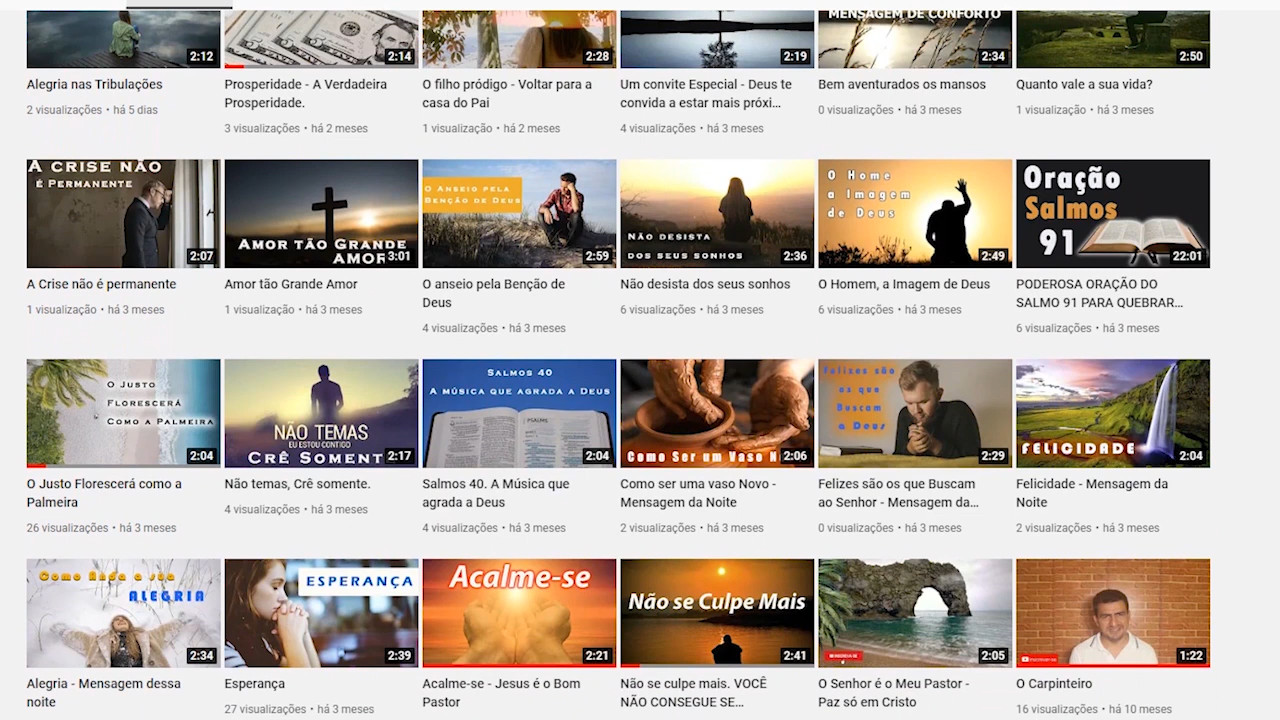 MENSAGEM DE CONFORTO
2:12
2:14
2:28
2:19
2:34
2:50
Alegria nas Tribulações
2 visualizações • há 5 dias
Prosperidade - A Verdadeira
Prosperidade.
3 visualizações • há 2 meses
O filho pródigo - Voltar para a
casa do Pai
1 visualização • há 2 meses
Um convite Especial - Deus te
convida a estar mais próxi...
4 visualizações • há 3 meses
Bem aventurados os mansos
0 visualizações • há 3 meses
Quanto vale a sua vida?
1 visualização • há 3 meses
A CRISE NÃO
É PERMANENTE
2:07
AMOR TÃO GRANDE
AMOR
3:01
O ANSEIO PELA
BENÇÃO DE DEUS
2:59
NÃO DESISTA
DOS SEUS SONHOS
2:36
O Home
a Imagem
de Deus
2:49
Oração
Salmos
91
22:01
A Crise não é permanente
1 visualização • há 3 meses
Amor tão Grande Amor
1 visualização • há 3 meses
O anseio pela Benção de
Deus
4 visualizações • há 3 meses
Não desista dos seus sonhos
6 visualizações • há 3 meses
O Homem, a Imagem de Deus
6 visualizações • há 3 meses
PODEROSA ORAÇÃO DO
SALMO 91 PARA QUEBRAR...
6 visualizações • há 3 meses
O JUSTO
FLORESCERÁ
COMO A PALMEIRA
2:04
NÃO TEMAS
EU ESTOU CONTIGO
CRÊ SOMENT
2:17
SALMOS 40
A MÚSICA QUE AGRADA A DEUS
PSALMS
2:04
Como Ser um Vaso N
2:06
Felizes são
os que
Buscam
a Deus
2:29
FELICIDADE
2:04
O Justo Florescerá como a
Palmeira
26 visualizações • há 3 meses
Não temas, Crê somente.
4 visualizações • há 3 meses
Salmos 40. A Música que
agrada a Deus
4 visualizações • há 3 meses
Como ser uma vaso Novo -
Mensagem da Noite
2 visualizações • há 3 meses
Felizes são os que Buscam
ao Senhor - Mensagem da...
0 visualizações • há 3 meses
Felicidade - Mensagem da
Noite
2 visualizações • há 3 meses
Como Anda a sua
ALEGRIA
2:34
ESPERANÇA
2:39
Acalme-se
2:21
Não se Culpe Mais
2:41
INSCREVA-SE
2:05
1:22
Alegria - Mensagem dessa
noite
Esperança
27 visualizações • há 3 meses
Acalme-se - Jesus é o Bom
Pastor
Não se culpe mais. VOCÊ
NÃO CONSEGUE SE...
O Senhor é o Meu Pastor -
Paz só em Cristo
O Carpinteiro
16 visualizações • há 10 meses